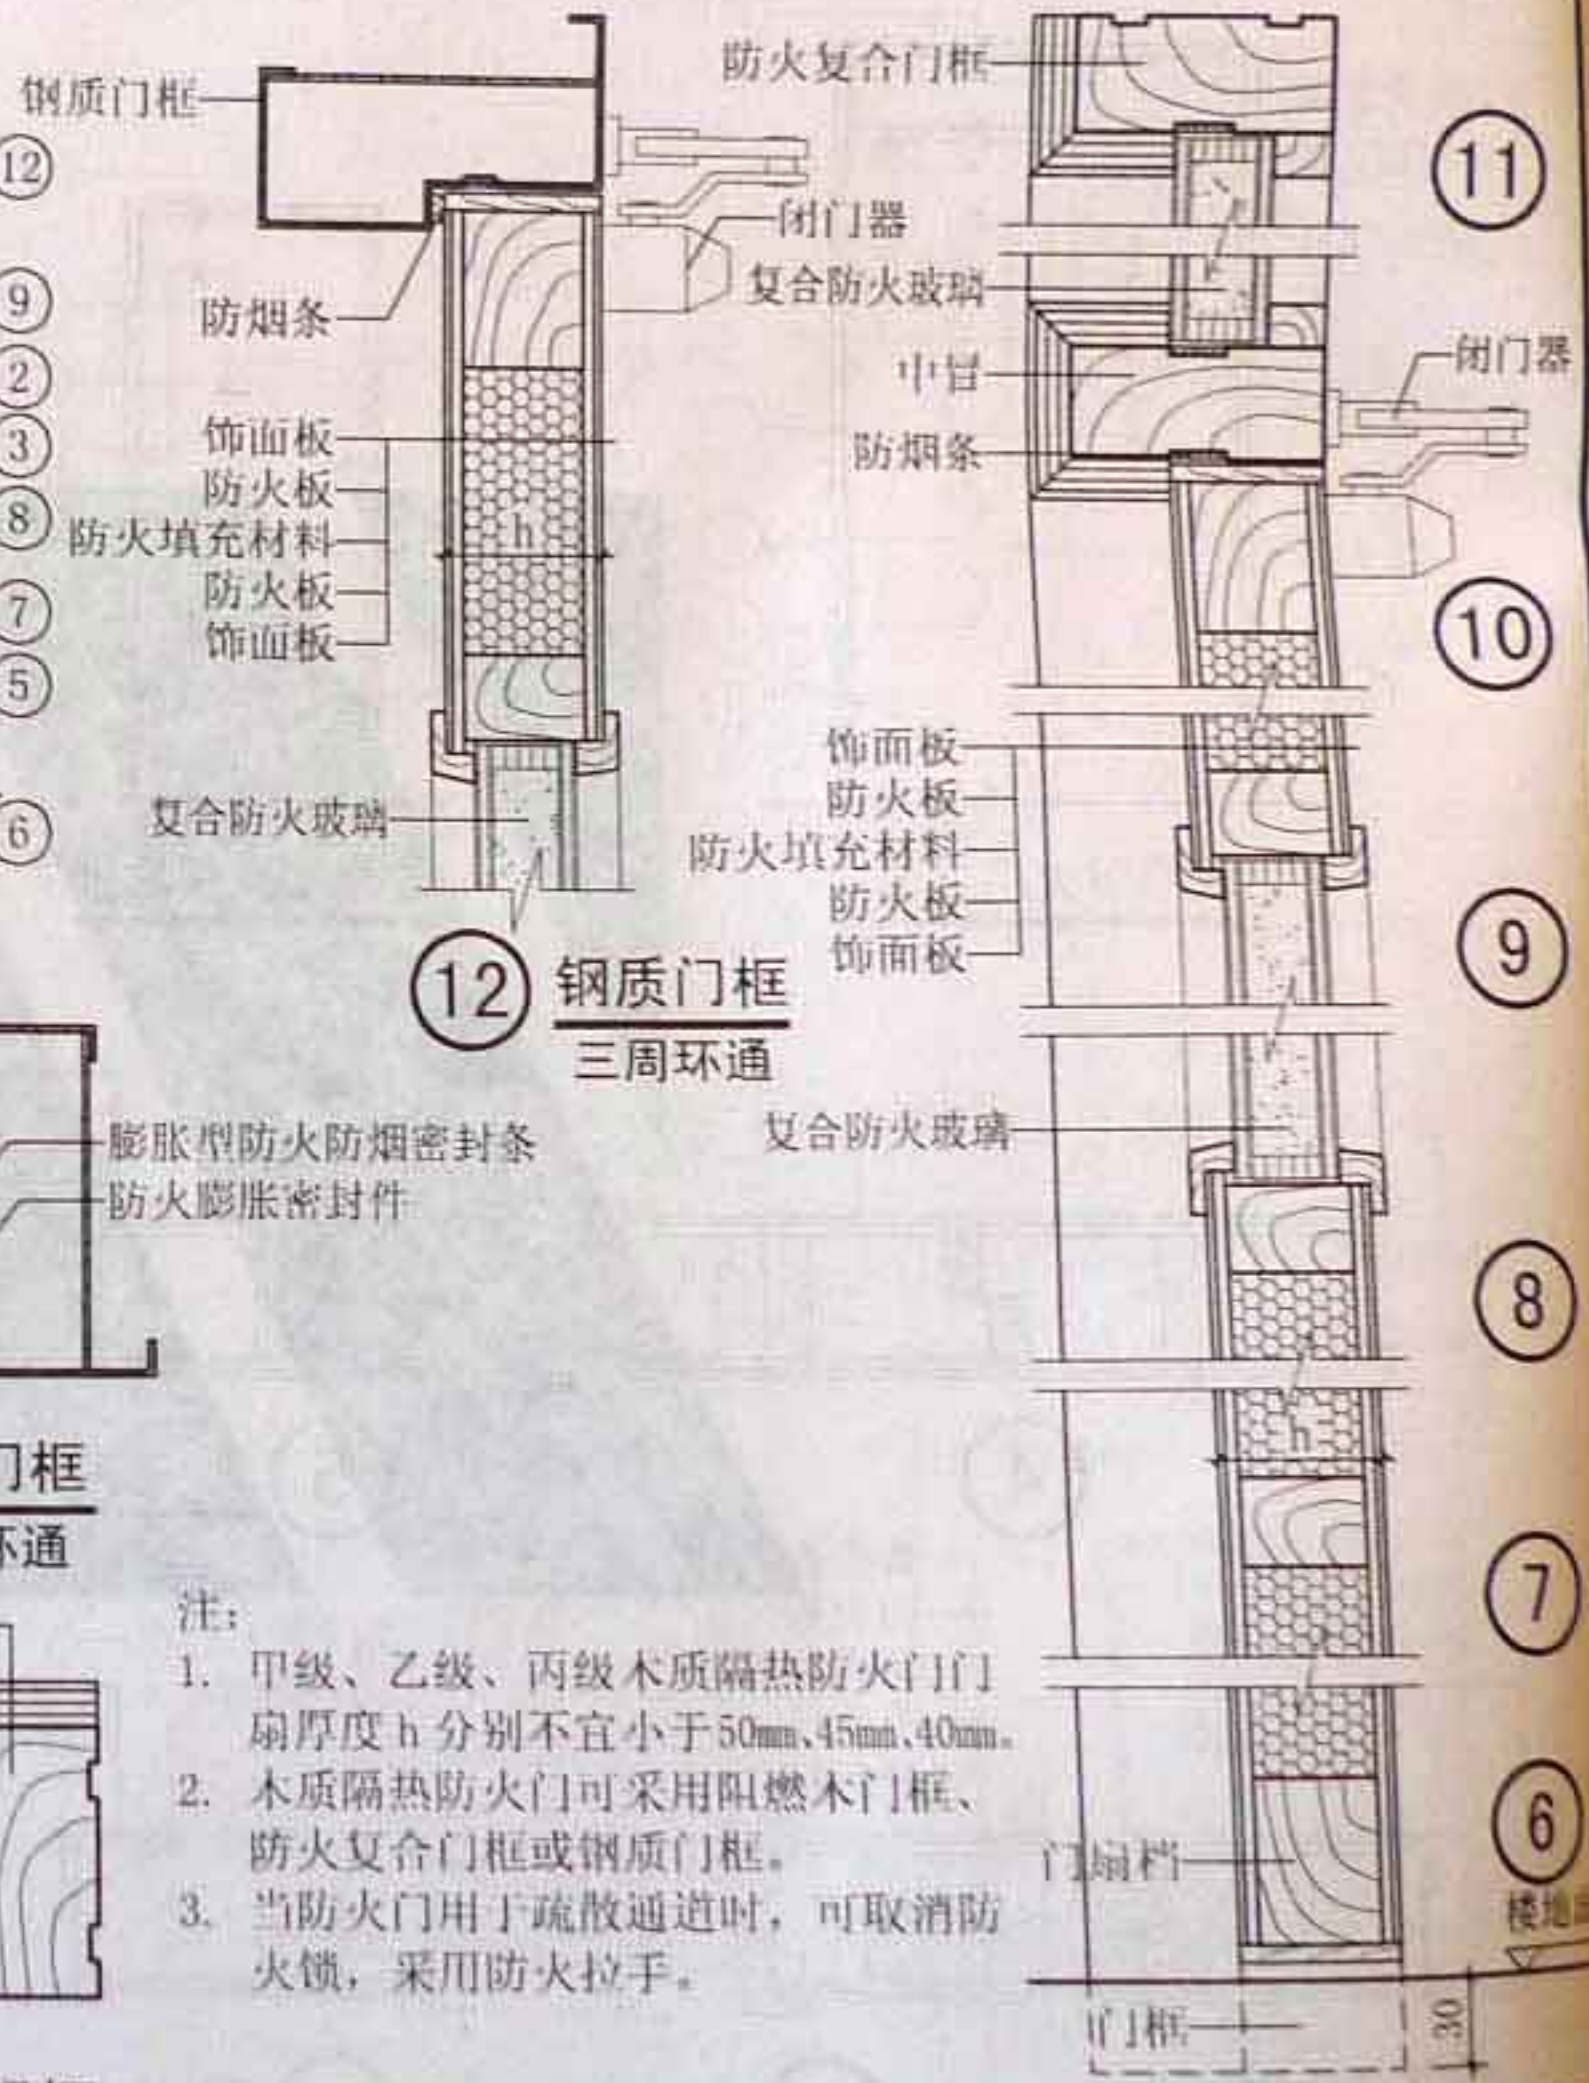 钢质门框
防烟条
闭门器
饰面板
防火板
防火填充材料
防火板
饰面板
h
复合防火玻璃
12 钢质门框
三周环通
12
9
2
3
8
7
5
6
膨胀型防火防烟密封条
防火膨胀密封件
门框
环通
防火复合门框
复合防火玻璃
中冒
防烟条
闭门器
饰面板
防火板
防火填充材料
防火板
饰面板
复合防火玻璃
h
h
门扇档
门框
30
楼地
11
10
9
8
7
6
注:
1. 甲级、乙级、丙级木质隔热防火门门
扇厚度 h 分别不宜小于50mm、45mm、40mm。
2. 木质隔热防火门可采用阻燃木门框、
防火复合门框或钢质门框。
3. 当防火门用于疏散通道时，可取消防
火锁，采用防火拉手。